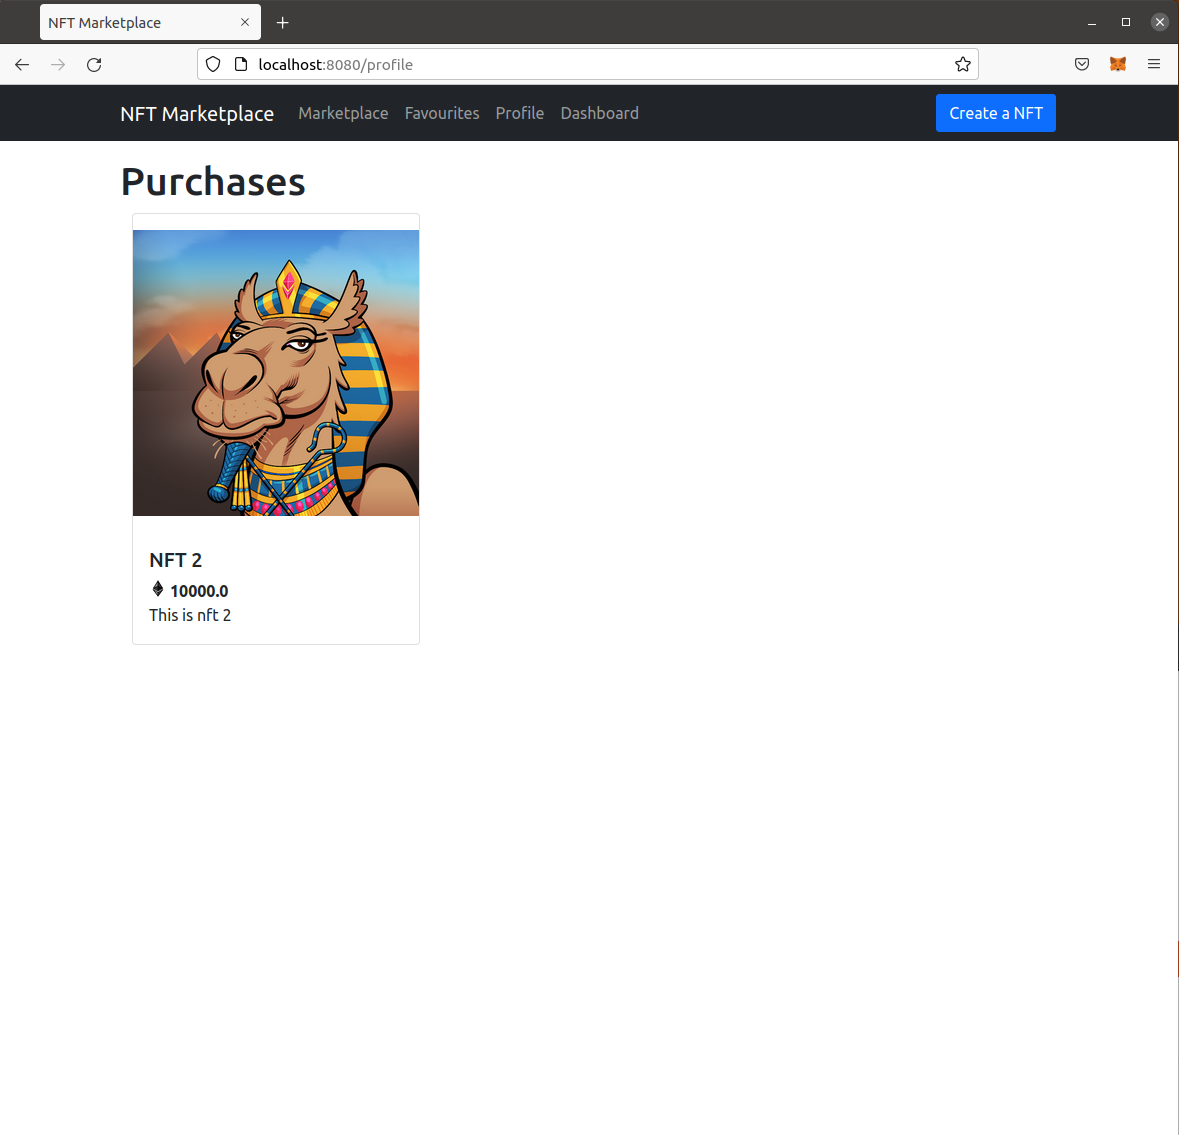 NFT Marketplace
localhost:8080/profile
NFT Marketplace Marketplace Favourites Profile Dashboard Create a NFT
Purchases
NFT 2
10000.0
This is nft 2